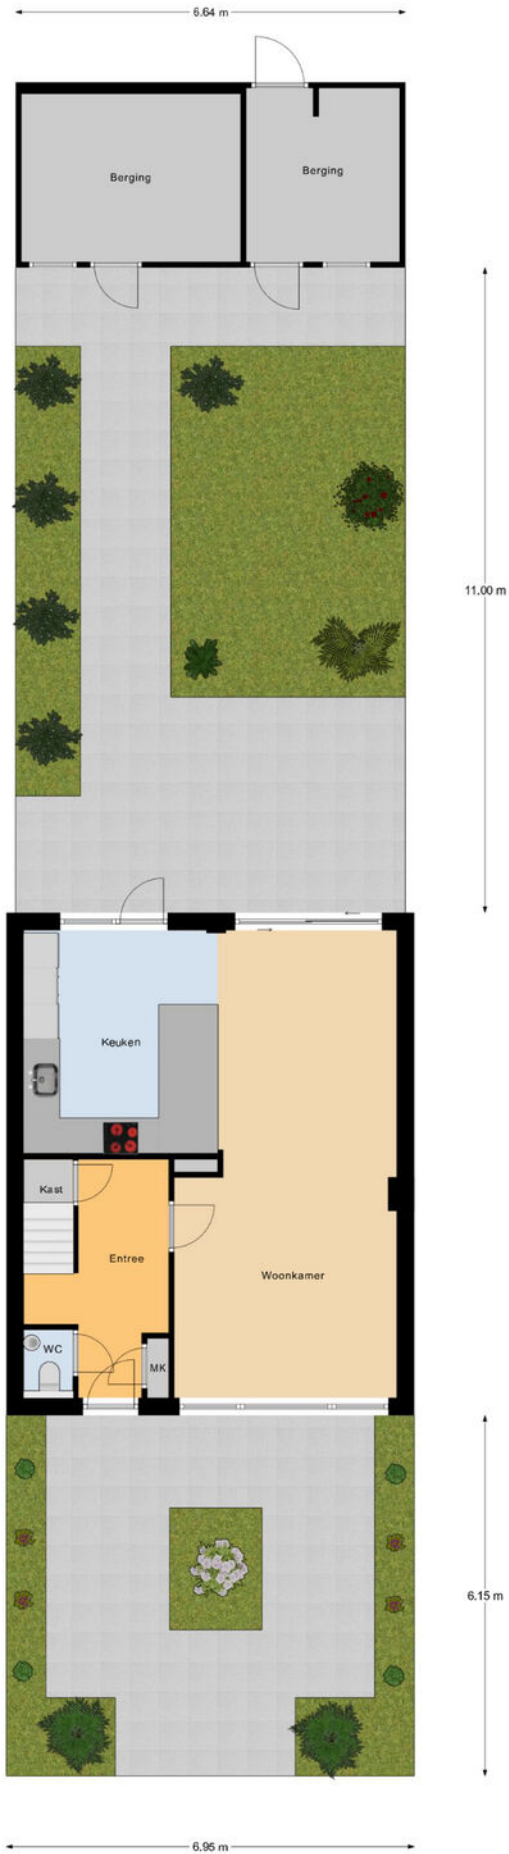 6.64 m
Berging
Berging
11.00 m
Keuken
Kast
Entree
Woonkamer
WC
MK
6.15 m
6.95 m